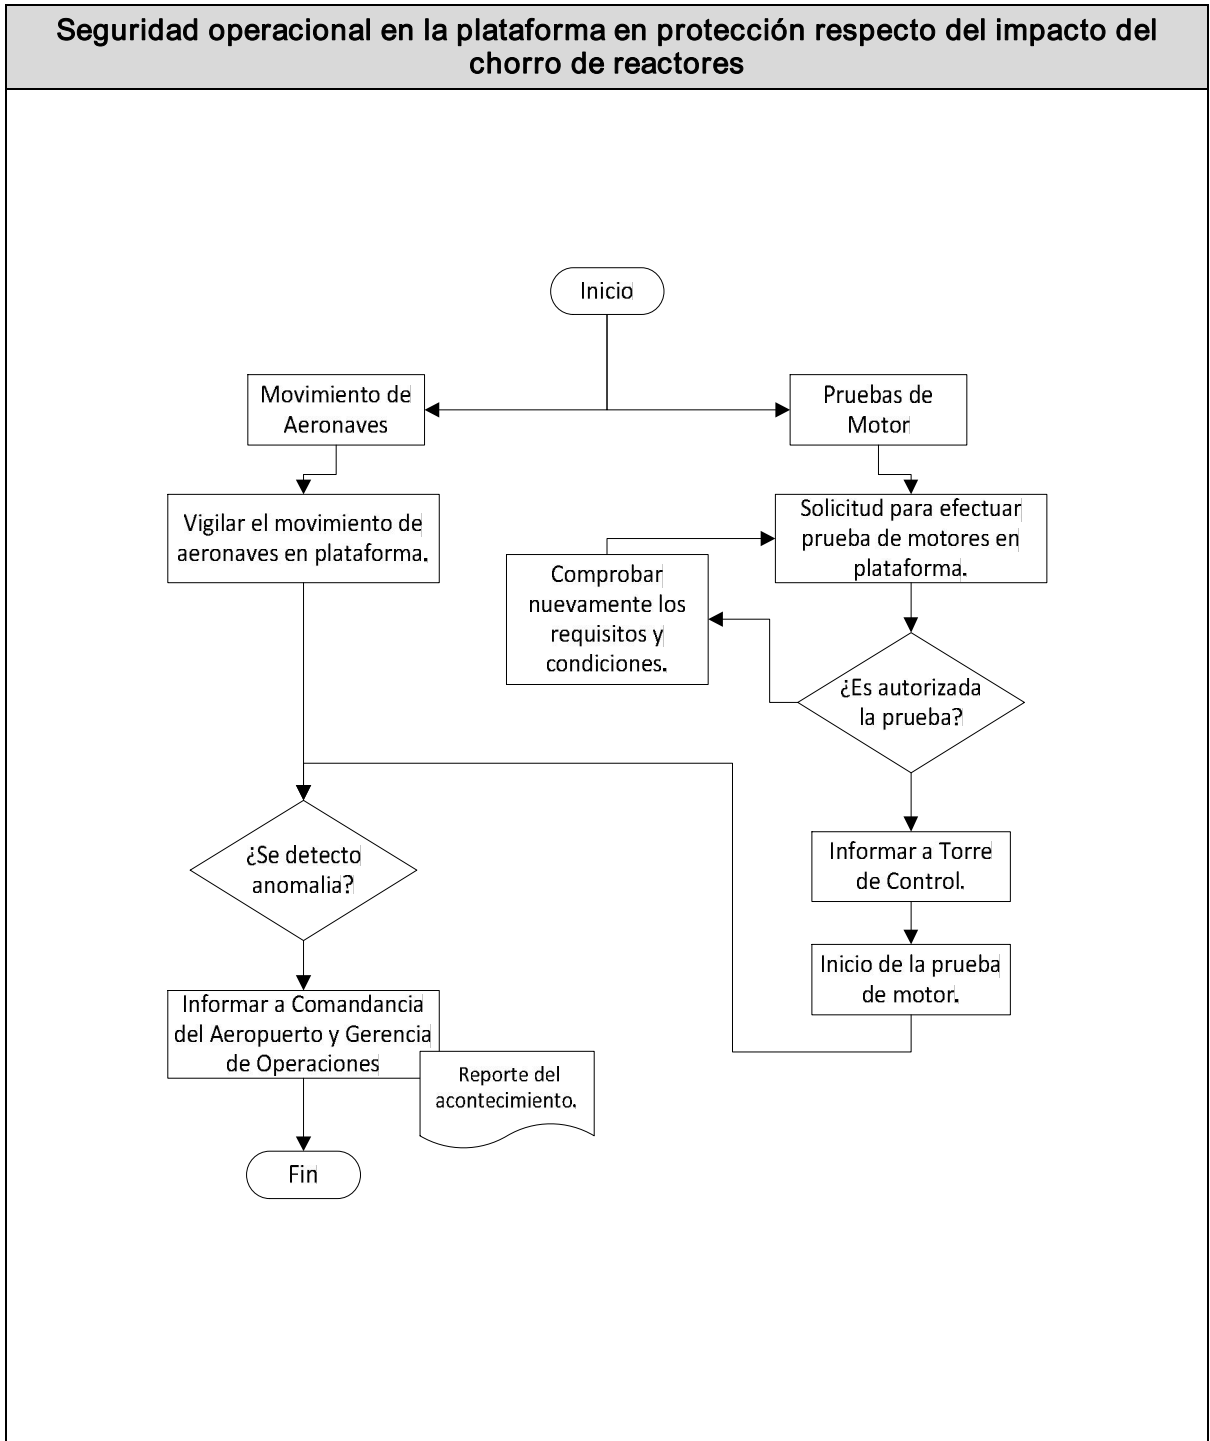 Seguridad operacional en la plataforma en protección respecto del impacto del
chorro de reactores
Inicio
Movimiento de
Aeronaves
Pruebas de
Motor
Vigilar el movimiento de
aeronaves en plataforma.
Solicitud para efectuar
prueba de motores en
plataforma.
Comprobar
nuevamente los
requisitos y
condiciones.
¿Es autorizada
la prueba?
¿Se detecto
anomalia?
Informar a Torre
de Control.
Inicio de la prueba
de motor.
Informar a Comandancia
del Aeropuerto y Gerencia
de Operaciones
Reporte del
acontecimiento.
Fin